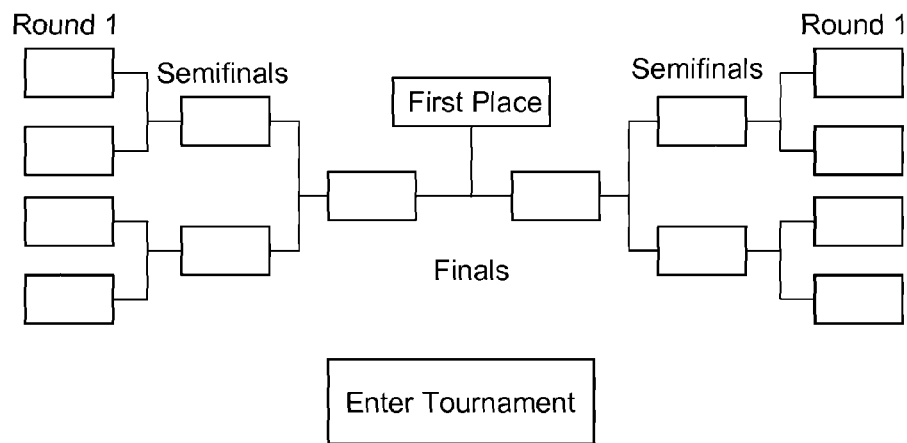 Round 1
Round 1
Semifinals
Semifinals
First Place
Finals
Enter Tournament